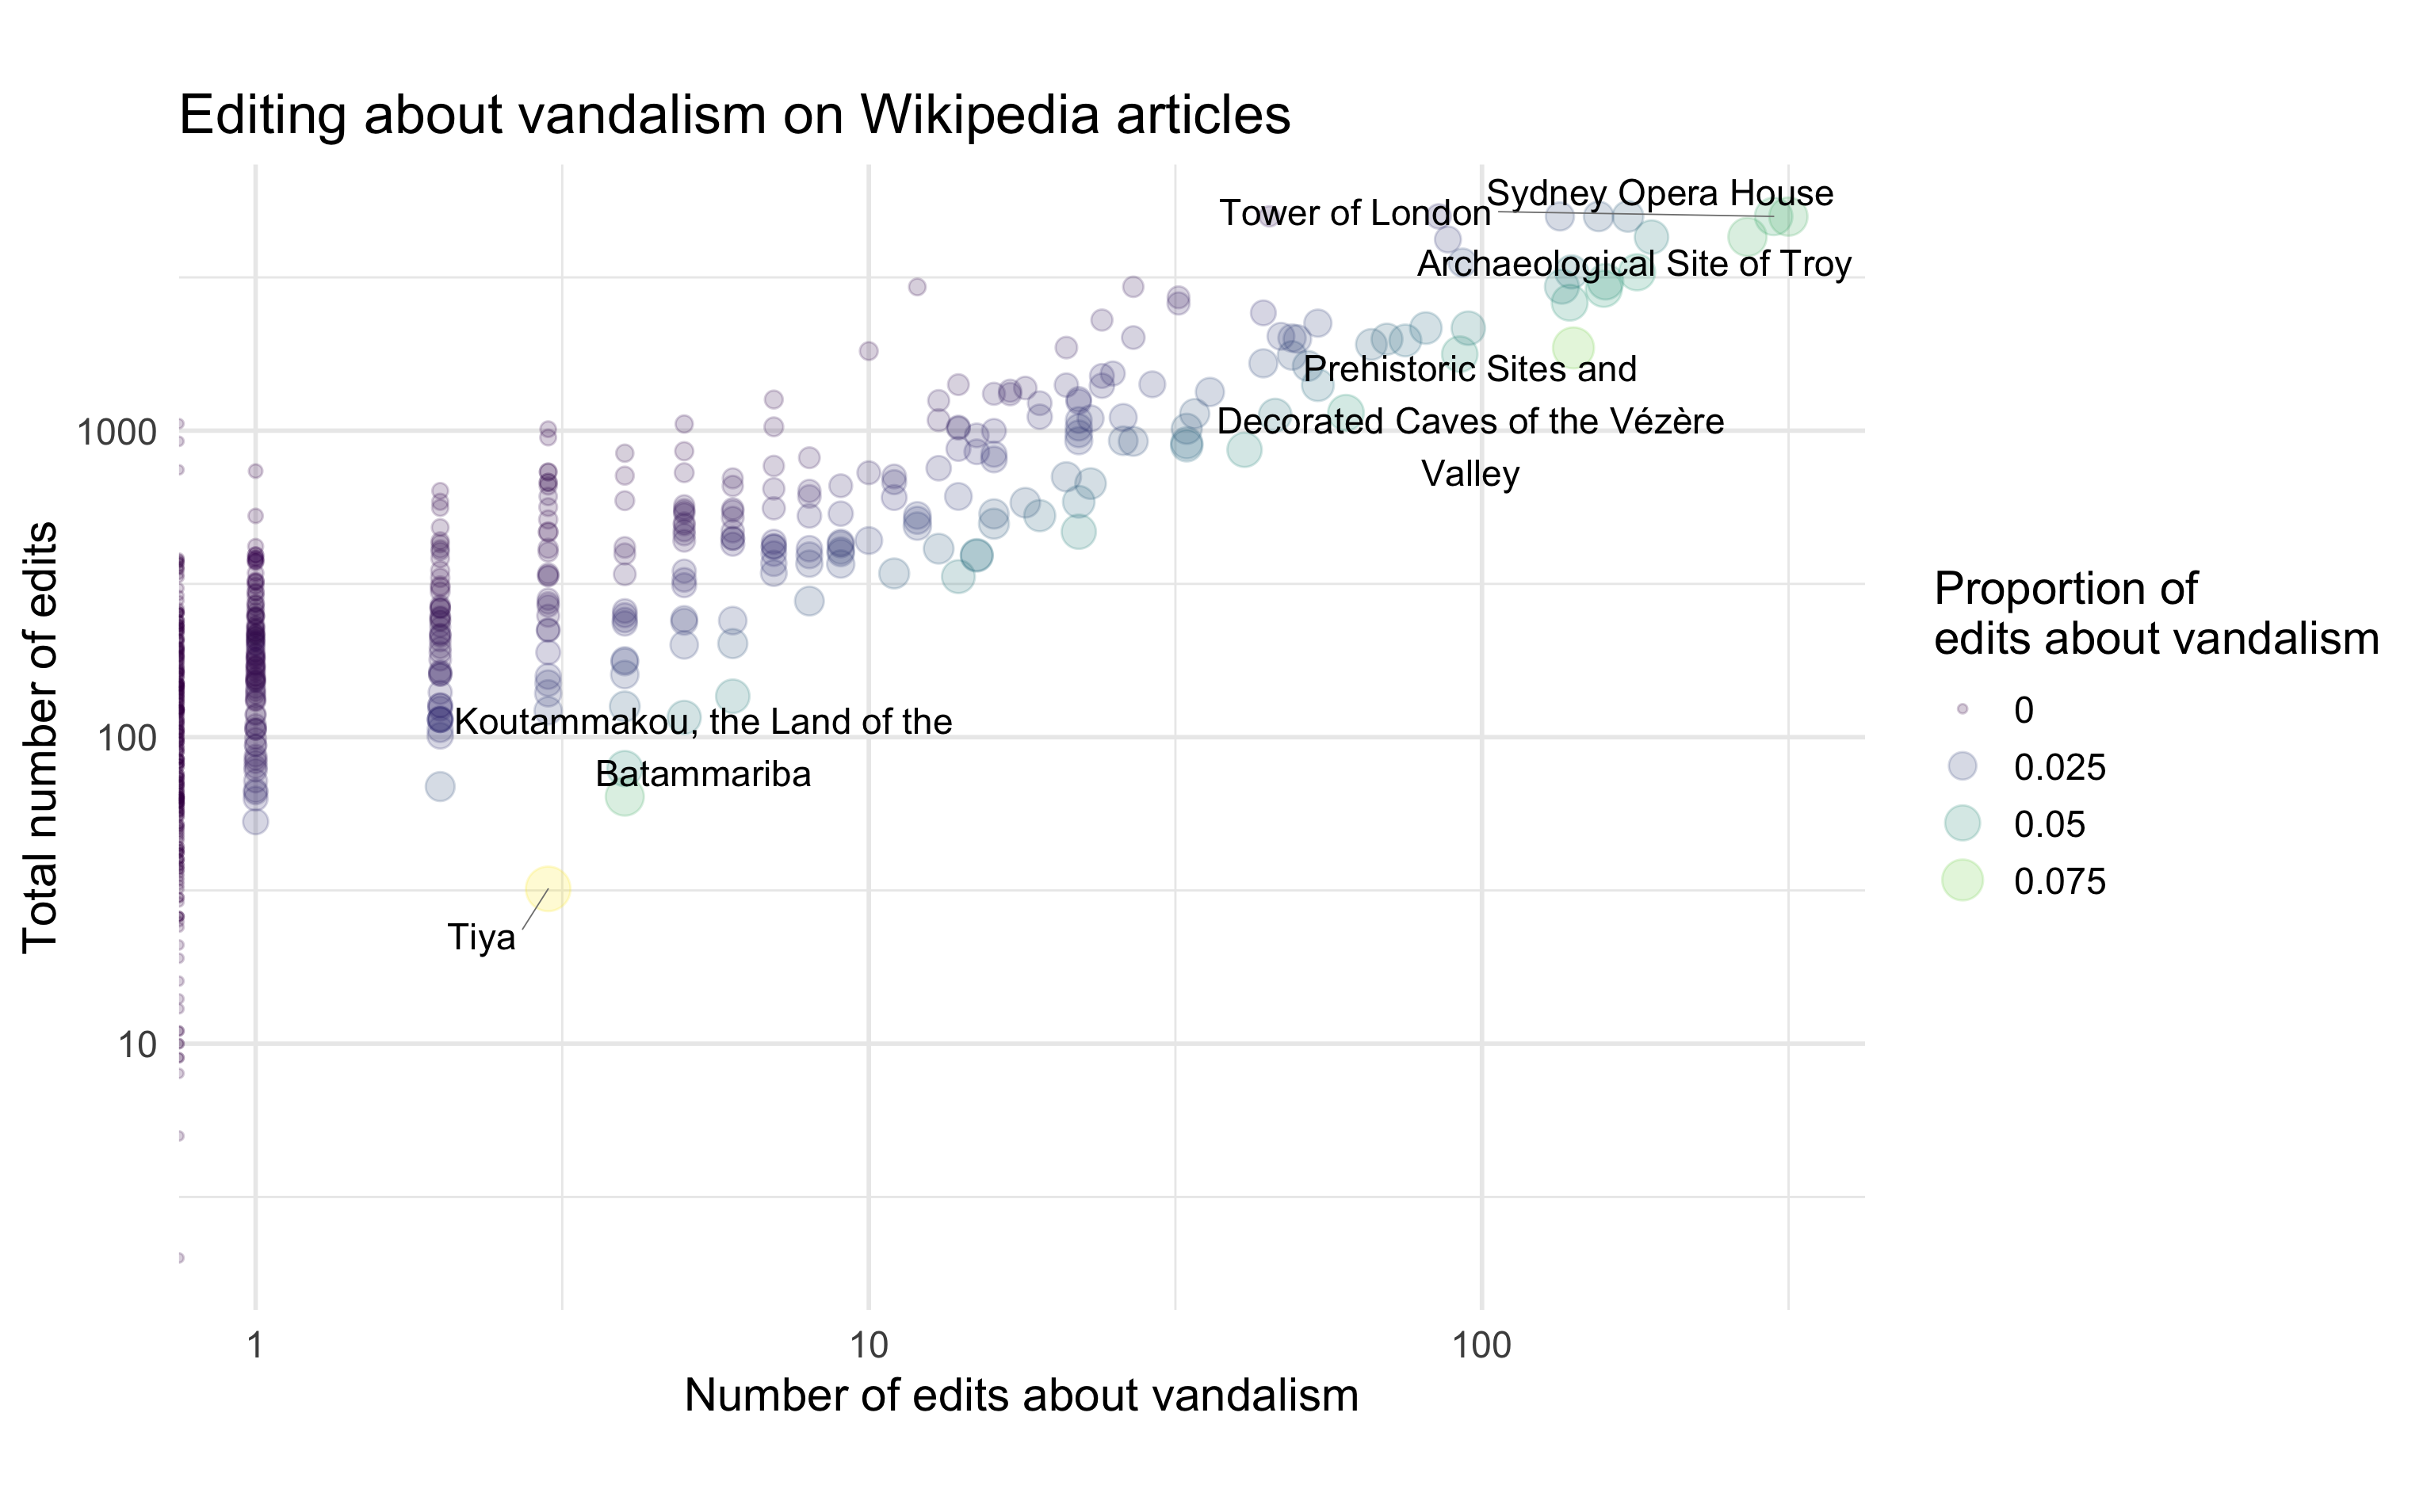 Editing about vandalism on Wikipedia articles
Sydney Opera House
Tower of London
Archaeological Site of Troy
Prehistoric Sites and
Decorated Caves of the Vézère
Valley
Koutammakou, the Land of the
Batammariba
Tiya
Total number of edits
1000
100
10
1
10
100
Number of edits about vandalism
Proportion of
edits about vandalism
0
0.025
0.05
0.075